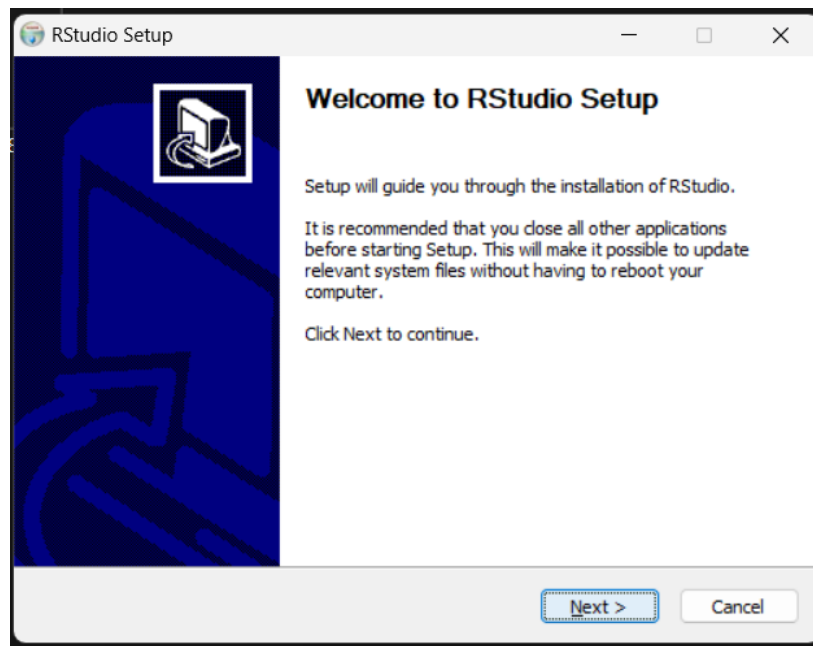 RStudio Setup
Welcome to RStudio Setup
Setup will guide you through the installation of RStudio.
It is recommended that you close all other applications
before starting Setup. This will make it possible to update
relevant system files without having to reboot your
computer.
Click Next to continue.
Next >
Cancel